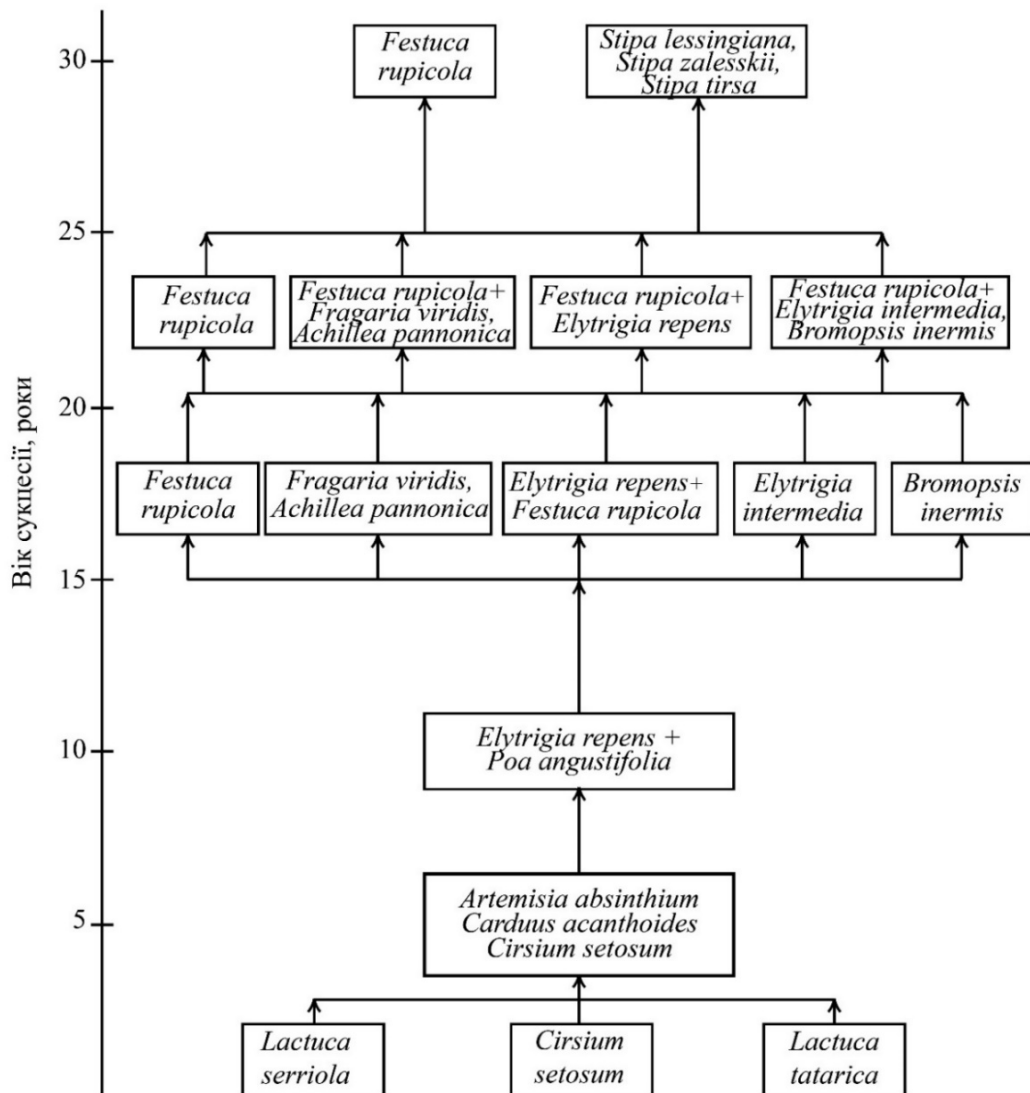 30
Festuca
rupicola
Stipa lessingiana,
Stipa zalesskii,
Stipa tirsa
25
Festuca
rupicola
Festuca rupicola+
Fragaria viridis,
Achillea pannonica
Festuca rupicola+
Elytrigia repens
Festuca rupicola+
Elytrigia intermedia,
Bromopsis inermis
20
Festuca
rupicola
Fragaria viridis,
Achillea pannonica
Elytrigia repens+
Festuca rupicola
Elytrigia
intermedia
Bromopsis
inermis
15
Elytrigia repens +
Poa angustifolia
10
Artemisia absinthium
Carduus acanthoides
Cirsium setosum
5
Lactuca
serriola
Cirsium
setosum
Lactuca
tatarica
Вік сукцесії, роки